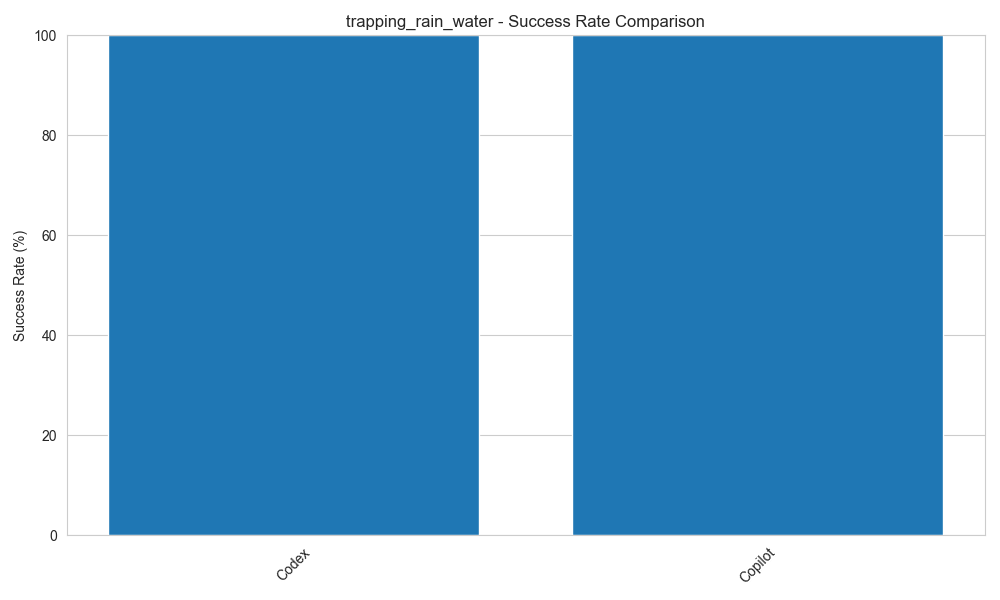 trapping_rain_water - Success Rate Comparison
Success Rate (%)
100
80
60
40
20
0
Codex
Copilot